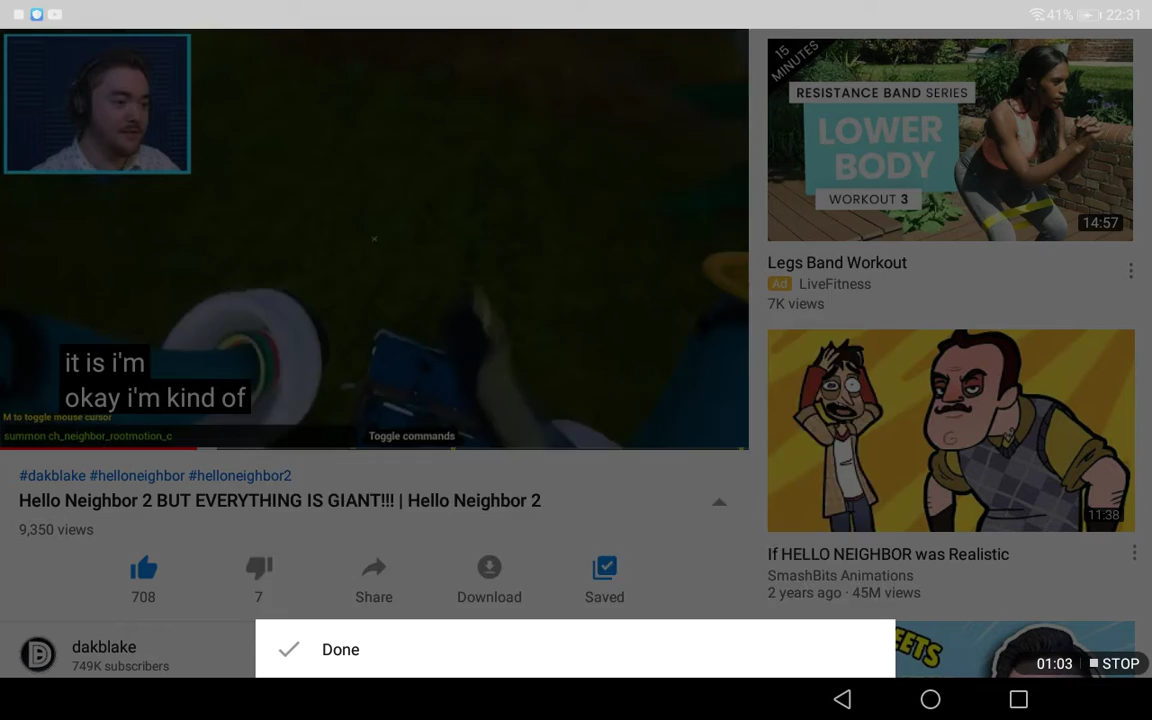 41% 22:31
15
MINUTES
RESISTANCE BAND SERIES
LOWER
BODY
WORKOUT 3
14:57
Legs Band Workout
Ad LiveFitness
7K views
it is i'm
okay i'm kind of
M to toggle mouse cursor
summon ch_neighbor_rootmotion_c
Toggle commands
#dakblake #helloneighbor #helloneighbor2
Hello Neighbor 2 BUT EVERYTHING IS GIANT!!! | Hello Neighbor 2
9,350 views
708
7
Share
Download
Saved
11:38
If HELLO NEIGHBOR was Realistic
SmashBits Animations
2 years ago · 45M views
dakblake
749K subscribers
Done
01:03
STOP